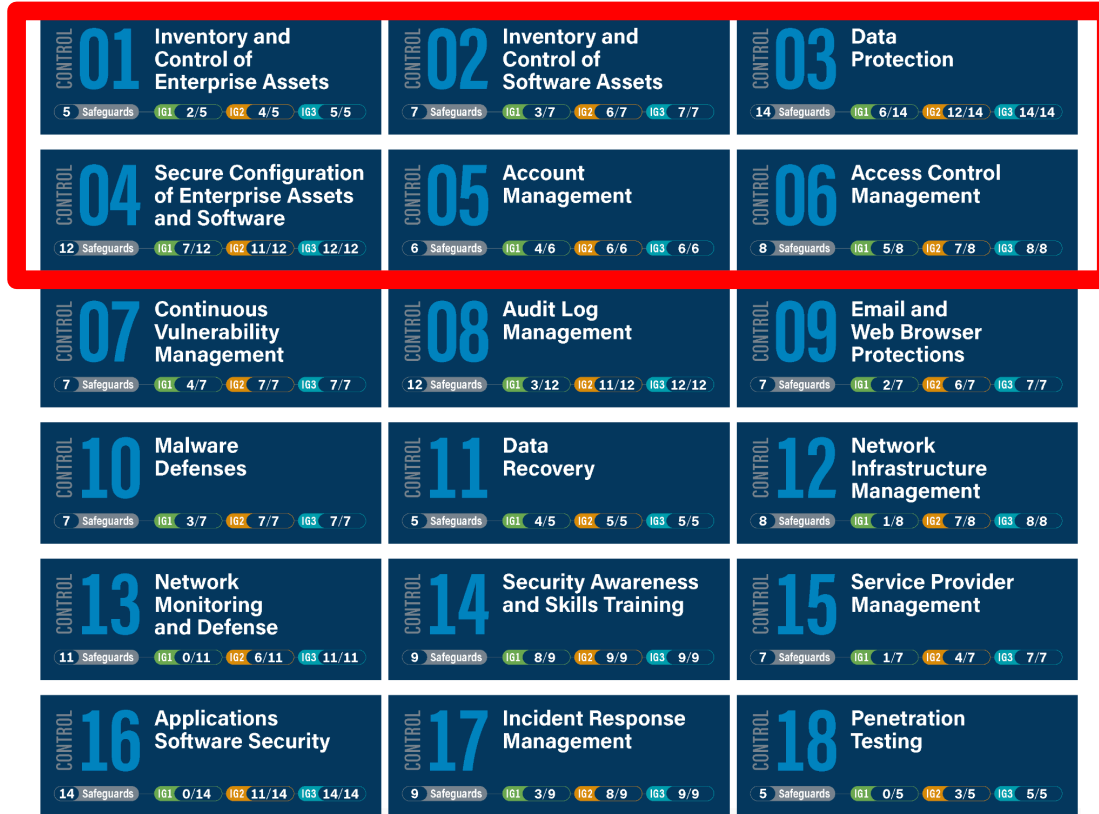 CONTROL 01 Inventory and
Control of
Enterprise Assets
5 Safeguards IG1 2/5 IG2 4/5 IG3 5/5
CONTROL 02 Inventory and
Control of
Software Assets
7 Safeguards IG1 3/7 IG2 6/7 IG3 7/7
CONTROL 03 Data
Protection
14 Safeguards IG1 6/14 IG2 12/14 IG3 14/14
CONTROL 04 Secure Configuration
of Enterprise Assets
and Software
12 Safeguards IG1 7/12 IG2 11/12 IG3 12/12
CONTROL 05 Account
Management
6 Safeguards IG1 4/6 IG2 6/6 IG3 6/6
CONTROL 06 Access Control
Management
8 Safeguards IG1 5/8 IG2 7/8 IG3 8/8
CONTROL 07 Continuous
Vulnerability
Management
7 Safeguards IG1 4/7 IG2 7/7 IG3 7/7
CONTROL 08 Audit Log
Management
12 Safeguards IG1 3/12 IG2 11/12 IG3 12/12
CONTROL 09 Email and
Web Browser
Protections
7 Safeguards IG1 2/7 IG2 6/7 IG3 7/7
CONTROL 10 Malware
Defenses
7 Safeguards IG1 3/7 IG2 7/7 IG3 7/7
CONTROL 11 Data
Recovery
5 Safeguards IG1 4/5 IG2 5/5 IG3 5/5
CONTROL 12 Network
Infrastructure
Management
8 Safeguards IG1 1/8 IG2 7/8 IG3 8/8
CONTROL 13 Network
Monitoring
and Defense
11 Safeguards IG1 0/11 IG2 6/11 IG3 11/11
CONTROL 14 Security Awareness
and Skills Training
9 Safeguards IG1 8/9 IG2 9/9 IG3 9/9
CONTROL 15 Service Provider
Management
7 Safeguards IG1 1/7 IG2 4/7 IG3 7/7
CONTROL 16 Applications
Software Security
14 Safeguards IG1 0/14 IG2 11/14 IG3 14/14
CONTROL 17 Incident Response
Management
9 Safeguards IG1 3/9 IG2 8/9 IG3 9/9
CONTROL 18 Penetration
Testing
5 Safeguards IG1 0/5 IG2 3/5 IG3 5/5